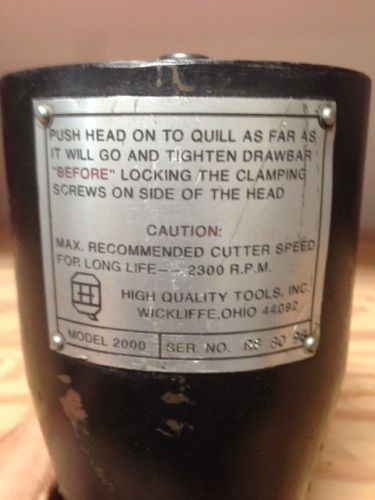 PUSH HEAD ON TO QUILL AS FAR AS
IT WILL GO AND TIGHTEN DRAWBAR
"BEFORE" LOCKING THE CLAMPING
SCREWS ON SIDE OF THE HEAD
CAUTION:
MAX. RECOMMENDED CUTTER SPEED
FOR LONG LIFE-- 2300 R.P.M.
HIGH QUALITY TOOLS, INC.
WICKLIFFE, OHIO 44092
MODEL 2000 SER. NO.